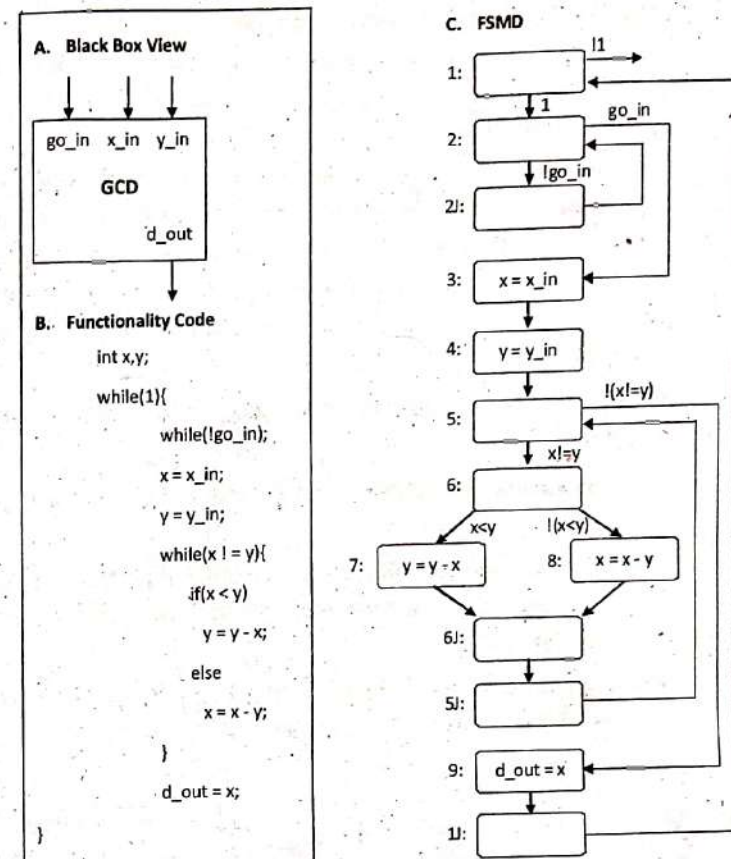 A. Black Box View
go_in x_in y_in
GCD
d_out
B. Functionality Code
int x,y;
while(1){
while(!go_in);
x = x_in;
y = y_in;
while(x ! = y){
if(x < y)
y = y - x;
else
x = x - y;
}
d_out = x;
}
C. FSMD
!1
1:
1
go_in
2:
!go_in
2J:
3: x = x_in
4: y = y_in
!(x!=y)
5:
x!=y
6:
x<y !(x<y)
7: y = y - x 8: x = x - y
6J:
5J:
9: d_out = x
1J: